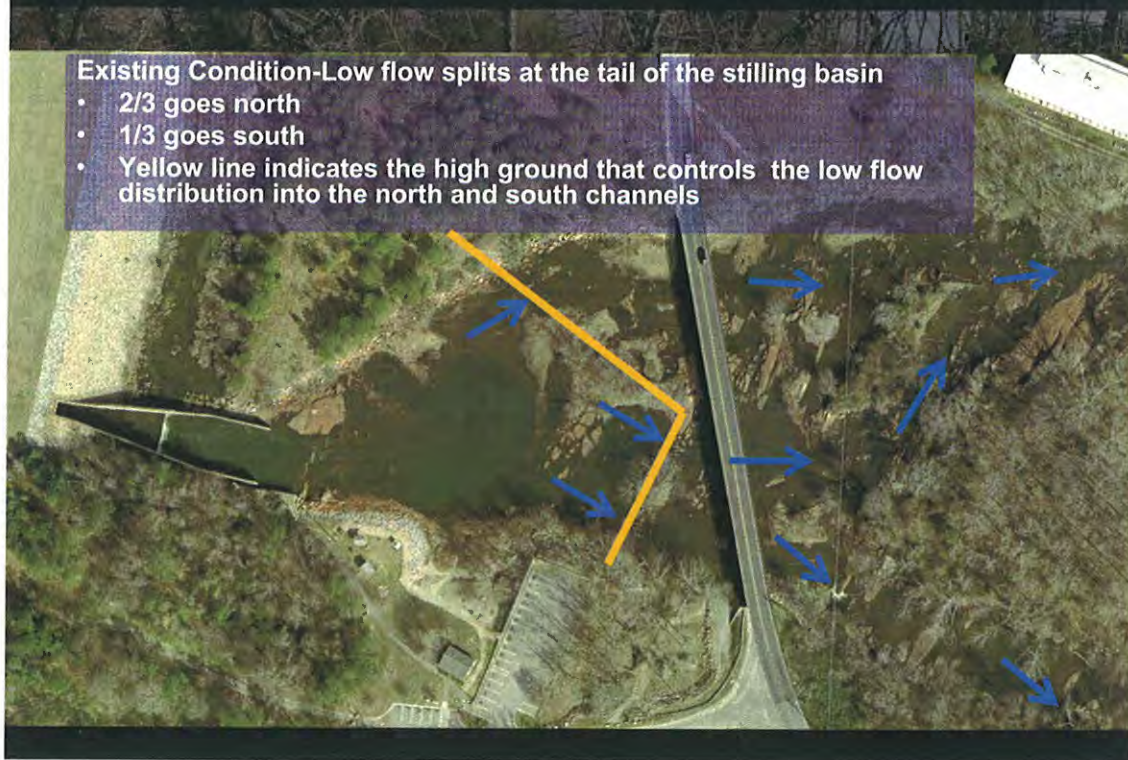 Existing Condition-Low flow splits at the tail of the stilling basin
• 2/3 goes north
• 1/3 goes south
• Yellow line indicates the high ground that controls the low flow
distribution into the north and south channels